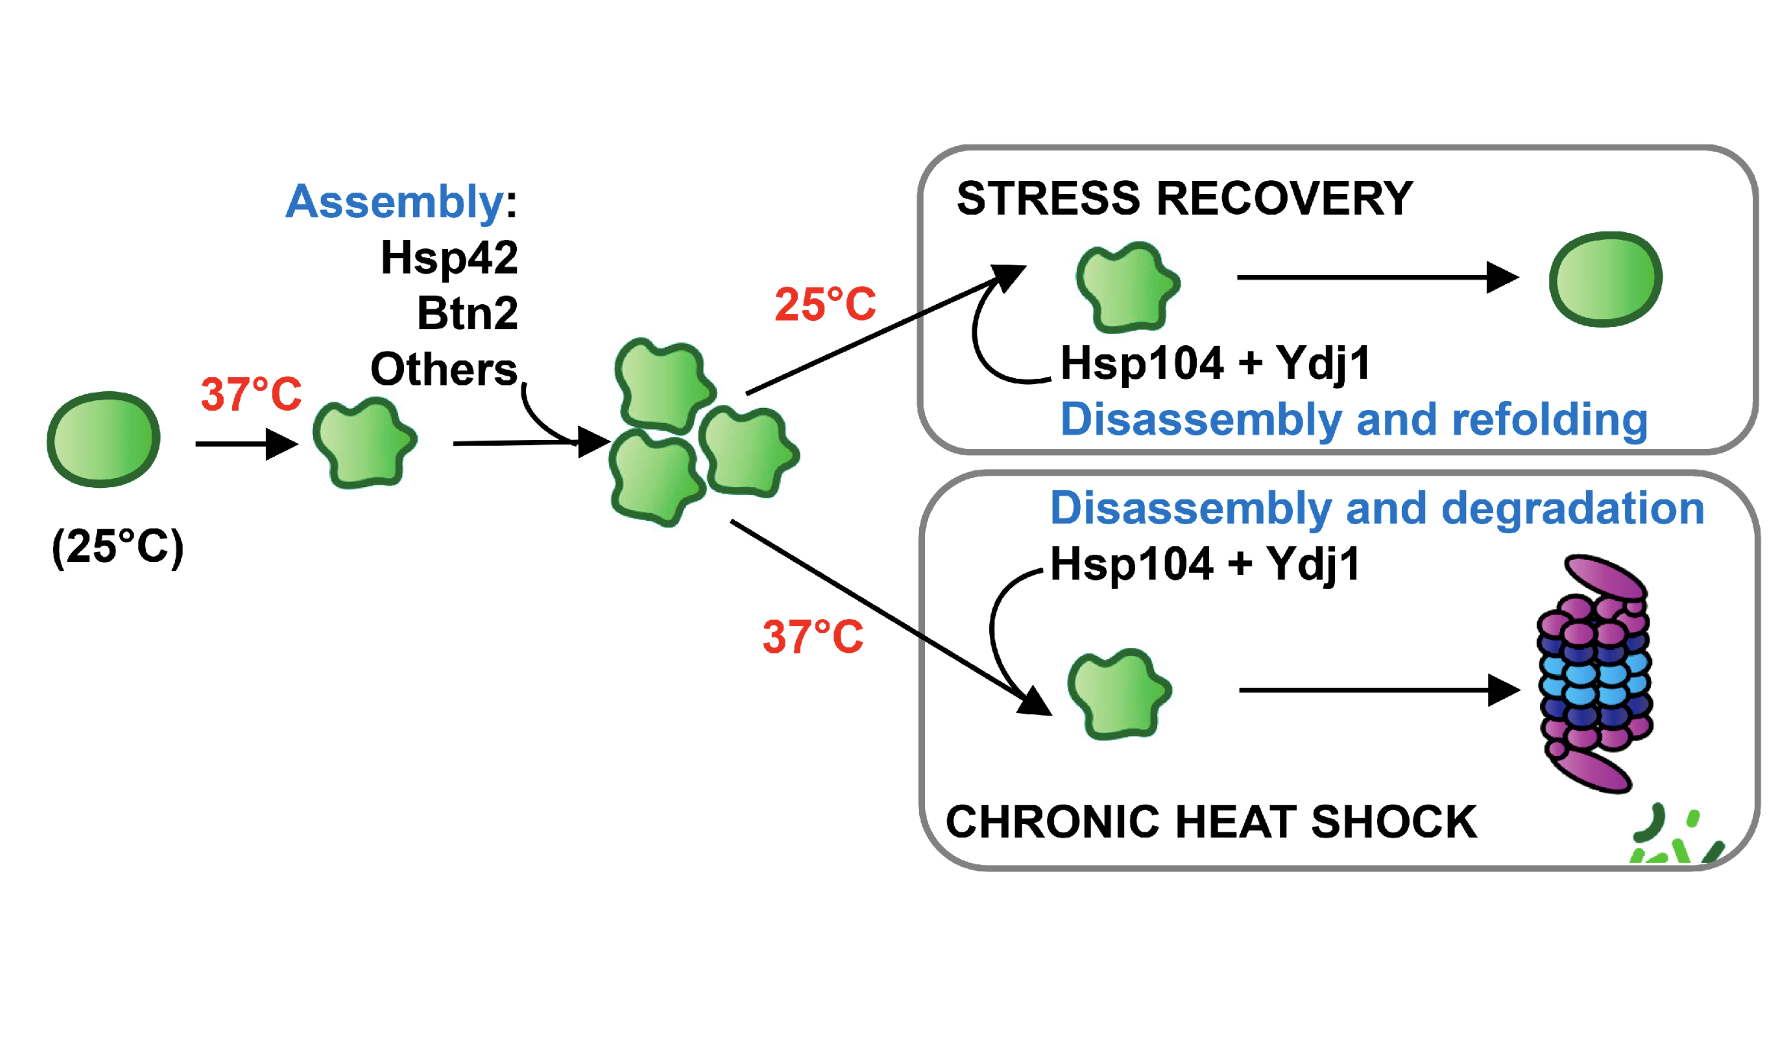 Assembly:
Hsp42
Btn2
Others
37°C
(25°C)
25°C
37°C
STRESS RECOVERY
Hsp104 + Ydj1
Disassembly and refolding
Disassembly and degradation
Hsp104 + Ydj1
CHRONIC HEAT SHOCK